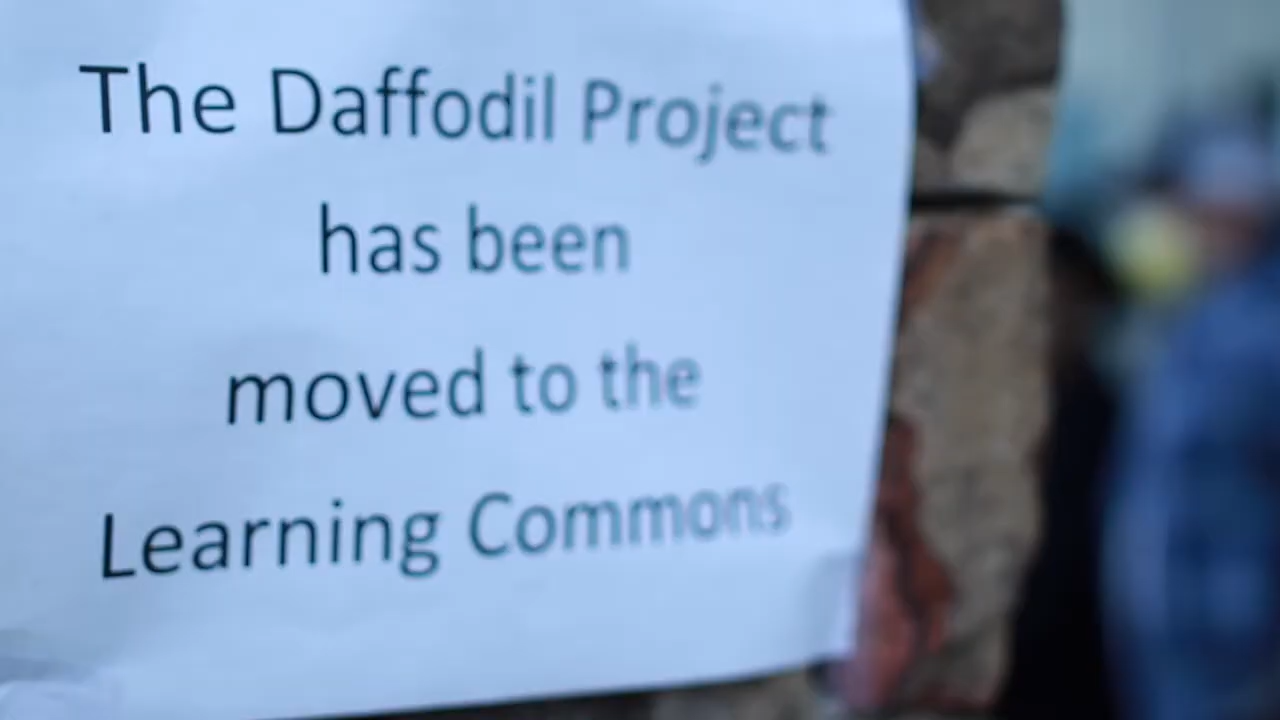 The Daffodil Project
has been
moved to the
Learning Commons